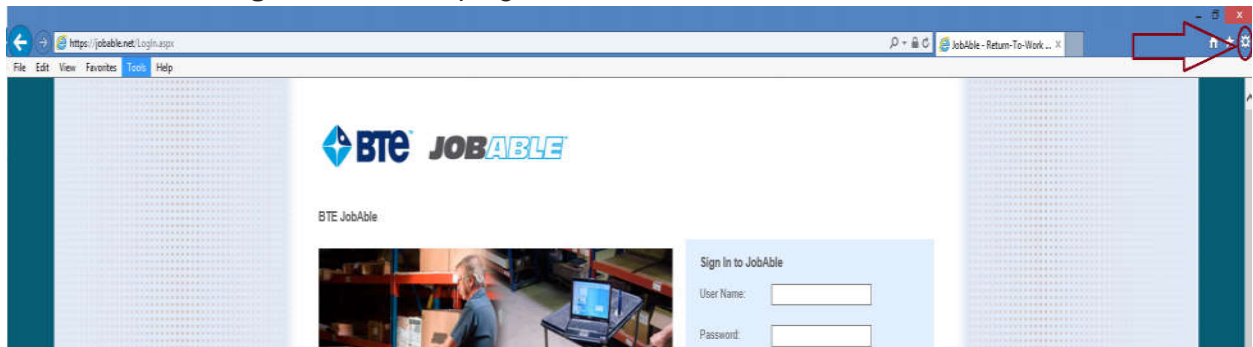 https://jobable.net/Login.aspx
JobAble - Return-To-Work ...
File Edit View Favorites Tools Help
BTE JOBABLE
BTE JobAble
Sign In to JobAble
User Name:
Password: